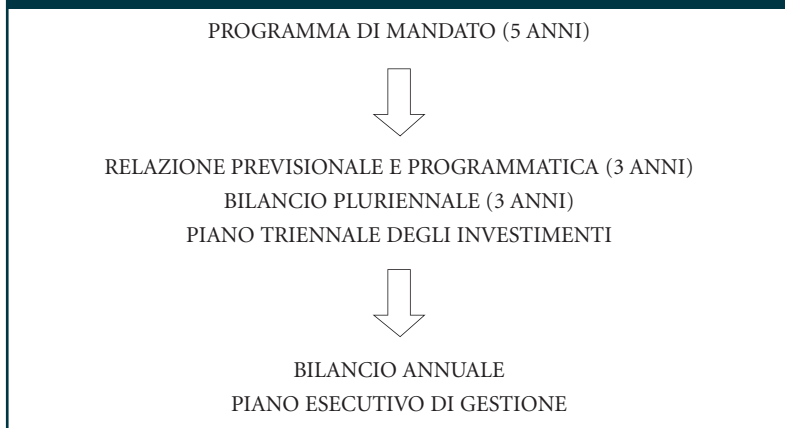 PROGRAMMA DI MANDATO (5 ANNI)
RELAZIONE PREVISIONALE E PROGRAMMATICA (3 ANNI)
BILANCIO PLURIENNALE (3 ANNI)
PIANO TRIENNALE DEGLI INVESTIMENTI
BILANCIO ANNUALE
PIANO ESECUTIVO DI GESTIONE